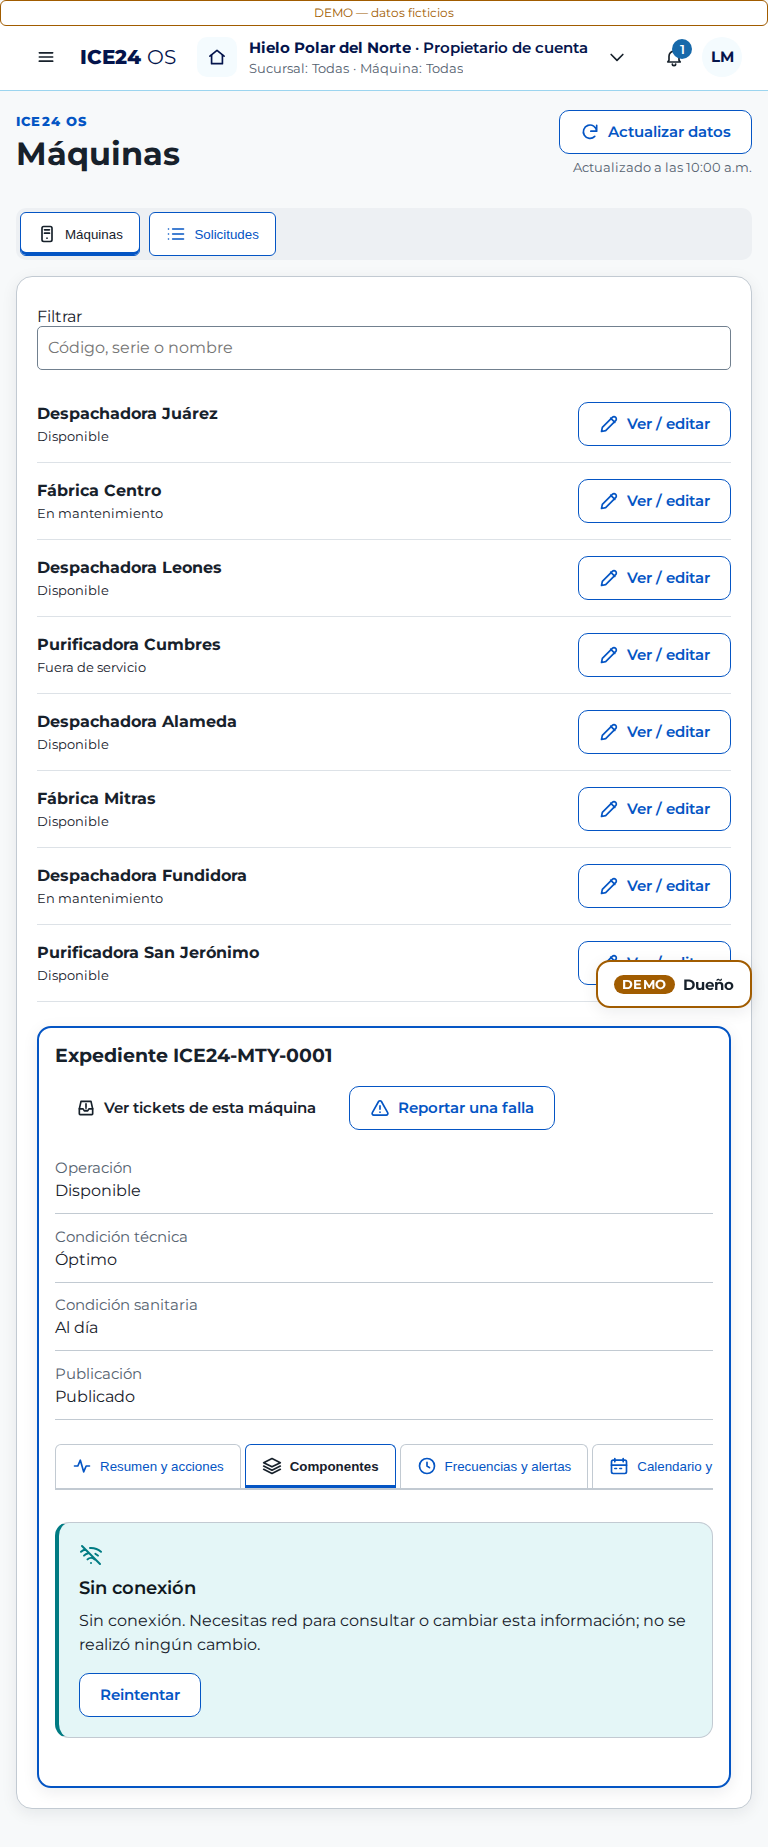 DEMO — datos ficticios
ICE24 OS
Hielo Polar del Norte · Propietario de cuenta
Sucursal: Todas · Máquina: Todas
1
LM
ICE24 OS
Máquinas
Actualizar datos
Actualizado a las 10:00 a.m.
Máquinas
Solicitudes
Filtrar
Código, serie o nombre
Despachadora Juárez
Disponible
Ver / editar
Fábrica Centro
En mantenimiento
Ver / editar
Despachadora Leones
Disponible
Ver / editar
Purificadora Cumbres
Fuera de servicio
Ver / editar
Despachadora Alameda
Disponible
Ver / editar
Fábrica Mitras
Disponible
Ver / editar
Despachadora Fundidora
En mantenimiento
Ver / editar
Purificadora San Jerónimo
Disponible
DEMO Dueño
Expediente ICE24-MTY-0001
Ver tickets de esta máquina
Reportar una falla
Operación
Disponible
Condición técnica
Óptimo
Condición sanitaria
Al día
Publicación
Publicado
Resumen y acciones
Componentes
Frecuencias y alertas
Calendario y
Sin conexión
Sin conexión. Necesitas red para consultar o cambiar esta información; no se
realizó ningún cambio.
Reintentar